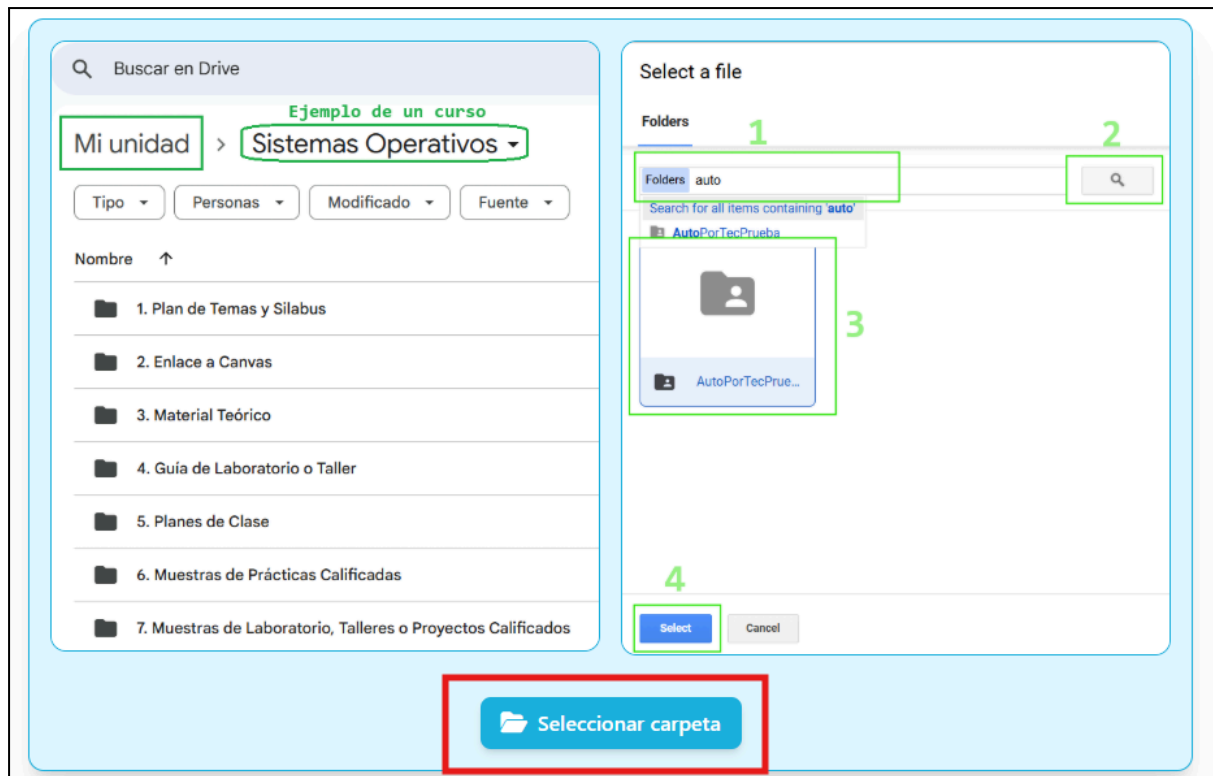 Buscar en Drive
Ejemplo de un curso
Mi unidad > Sistemas Operativos
Tipo Personas Modificado Fuente
Nombre ↑
1. Plan de Temas y Silabus
2. Enlace a Canvas
3. Material Teórico
4. Guía de Laboratorio o Taller
5. Planes de Clase
6. Muestras de Prácticas Calificadas
7. Muestras de Laboratorio, Talleres o Proyectos Calificados
Select a file
Folders
1
2
Folders auto
Search for all items containing 'auto'
AutoPorTecPrueba
3
AutoPorTecPrue...
4
Select Cancel
Seleccionar carpeta